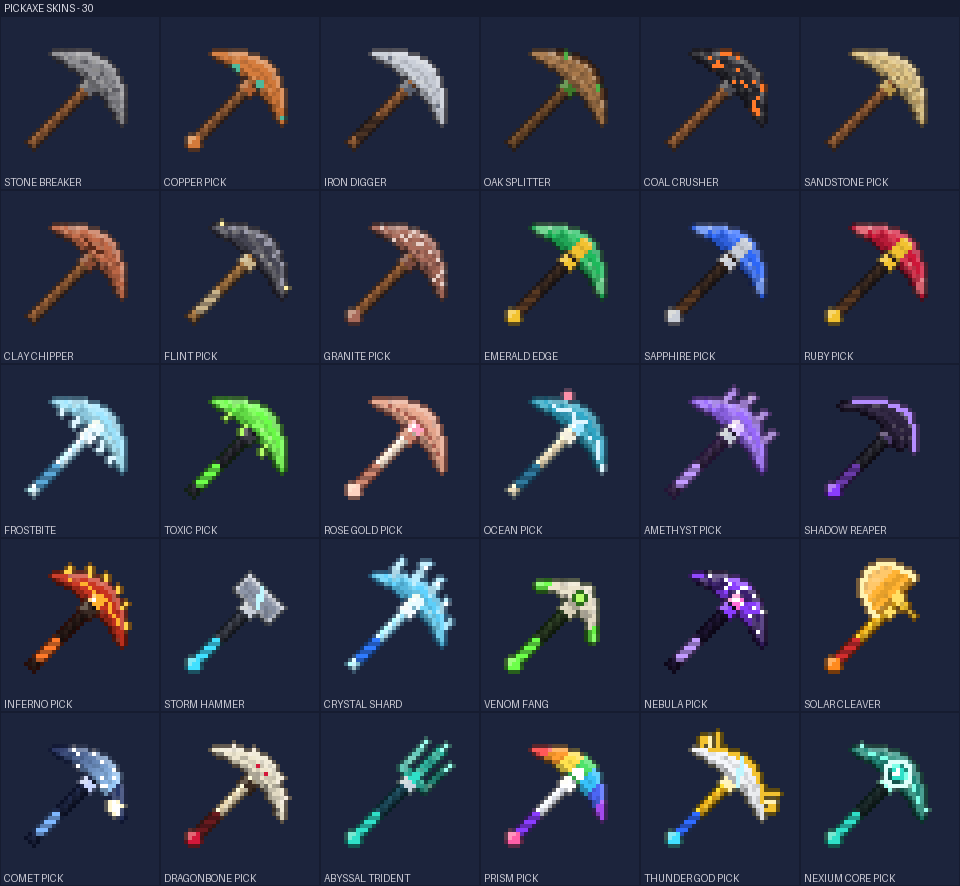 PICKAXE SKINS - 30
STONE BREAKER
COPPER PICK
IRON DIGGER
OAK SPLITTER
COAL CRUSHER
SANDSTONE PICK
CLAY CHIPPER
FLINT PICK
GRANITE PICK
EMERALD EDGE
SAPPHIRE PICK
RUBY PICK
FROSTBITE
TOXIC PICK
ROSE GOLD PICK
OCEAN PICK
AMETHYST PICK
SHADOW REAPER
INFERNO PICK
STORM HAMMER
CRYSTAL SHARD
VENOM FANG
NEBULA PICK
SOLAR CLEAVER
COMET PICK
DRAGONBONE PICK
ABYSSAL TRIDENT
PRISM PICK
THUNDER GOD PICK
NEXIUM CORE PICK